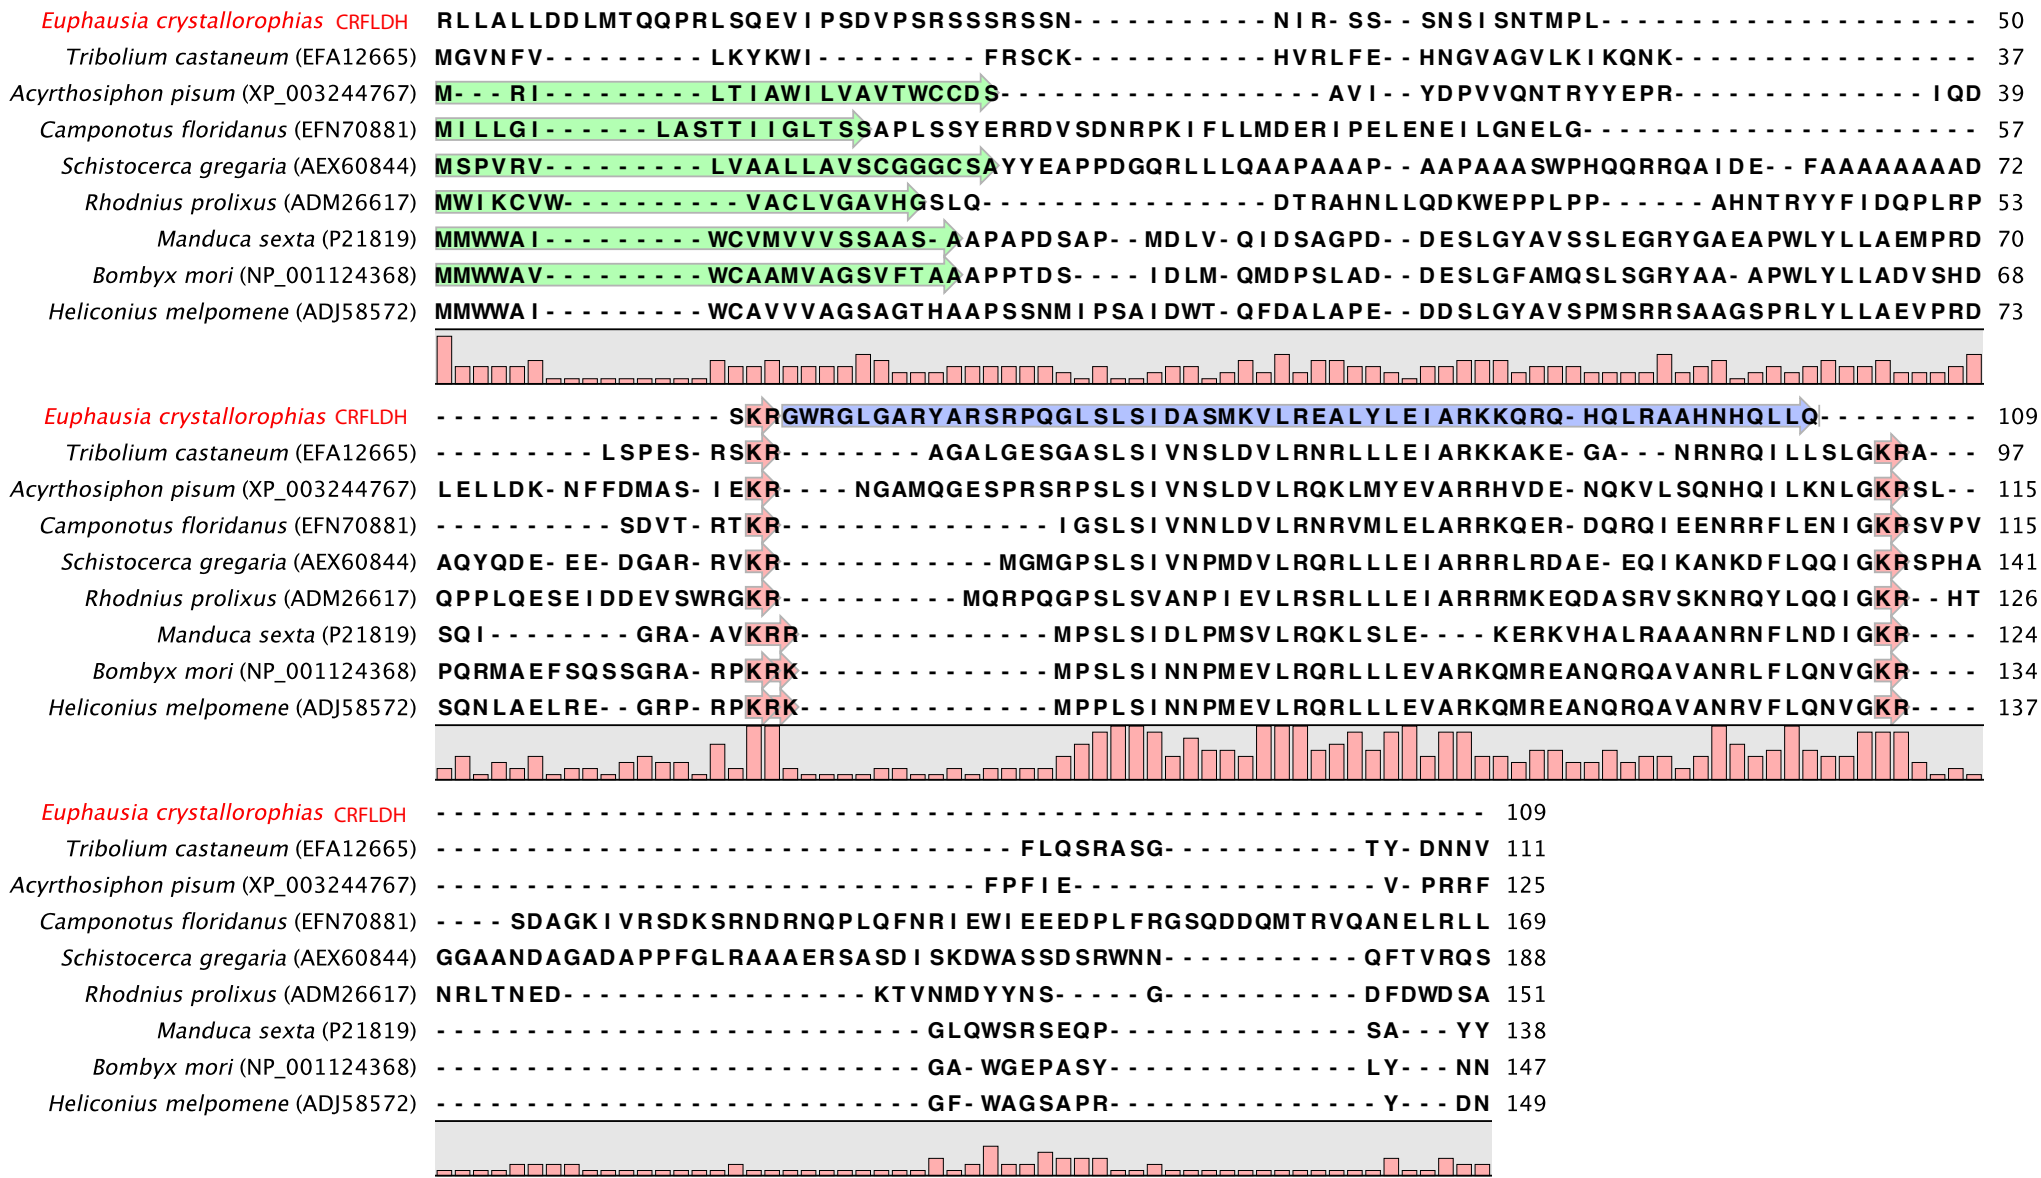 Euphausia crystallorophias CRFLDH RLLALLDDLMTQQPRLSQEVIPSDVPSRSSSRSSN-----------NIR-SS--SNSISNTMPL--------------------- 50
Tribolium castaneum (EFA12665) MGVNFV---------LKYKWI---------FRSCK-----------HVRLFE--HNGVAGVLKIKQNK----------------- 37
Acyrthosiphon pisum (XP_003244767) M---RI---------LTIAWILVAVTWCCDS------------------AVI--YDPVVQNTRYYEPR--------------IQD 39
Camponotus floridanus (EFN70881) MILLGI------LASTTIIGLTSSAPLSSYERRDVSDNRPKIFLLMDERIPELENEILGNELG---------------------- 57
Schistocerca gregaria (AEX60844) MSPVRV---------LVAALLAVSCGGGCSAYYEAPPDGQRLLLQAAPAAAP--AAPAAASWPHQQRRQAIDE--FAAAAAAAAD 72
Rhodnius prolixus (ADM26617) MWIKCVW----------VACLVGAVHGSLQ----------------DTRAHNLLQDKWEPPLPP------AHNTRYYFIDQPLRP 53
Manduca sexta (P21819) MMWWAI---------WCVMVVVSSAAS-AAPAPDSAP--MDLV-QIDSAGPD--DESLGYAVSSLEGRYGAEAPWLYLLAEMPRD 70
Bombyx mori (NP_001124368) MMWWAV---------WCAAMVAGSVFTAAAPPTDS----IDLM-QMDPSLAD--DESLGFAMQSLSGRYAA-APWLYLLADVSHD 68
Heliconius melpomene (ADJ58572) MMWWAI---------WCAVVVAGSAGTHAAPSSNMIPSAIDWT-QFDALAPE--DDSLGYAVSPMSRRSAAGSPRLYLLAEVPRD 73
Euphausia crystallorophias CRFLDH ----------------SKRGWRGLGARYARSRPQGLSLSIDASMKVLREALYLEIARKKQRQ-HQLRAAHNHQLLQ--------- 109
Tribolium castaneum (EFA12665) ---------LSPES-RSKR--------AGALGESGASLSIVNSLDVLRNRLLLEIARKKAKE-GA---NRNRQILLSLGKRA--- 97
Acyrthosiphon pisum (XP_003244767) LELLDK-NFFDMAS-IEKR----NGAMQGESPRSRPSLSIVNSLDVLRQKLMYEVARRHVDE-NQKVLSQNHQILKNLGKRSL-- 115
Camponotus floridanus (EFN70881) ----------SDVT-RTKR---------------IGSLSIVNNLDVLRNRVMLELARRKQER-DQRQIEENRRFLENIGKRSVPV 115
Schistocerca gregaria (AEX60844) AQYQDE-EE-DGAR-RVKR------------MGMGPSLSIVNPMDVLRQRLLLEIARRRLRDAE-EQIKANKDFLQQIGKRSPHA 141
Rhodnius prolixus (ADM26617) QPPLQESEIDDEVSWRGKR----------MQRPQGPSLSVANPIEVLRSRLLLEIARRRMKEQDASRVSKNRQYLQQIGKR--HT 126
Manduca sexta (P21819) SQI--------GRA-AVKRR--------------MPSLSIDLPMSVLRQKLSLE----KERKVHALRAAANRNFLNDIGKR---- 124
Bombyx mori (NP_001124368) PQRMAEFSQSSGRA-RPKRK--------------MPSLSINNPMEVLRQRLLLEVARKQMREANQRQAVANRLFLQNVGKR---- 134
Heliconius melpomene (ADJ58572) SQNLAELRE--GRP-RPKRK--------------MPPLSINNPMEVLRQRLLLEVARKQMREANQRQAVANRVFLQNVGKR---- 137
Euphausia crystallorophias CRFLDH ---------------------------------------------------------- 109
Tribolium castaneum (EFA12665) --------------------------------FLQSRASG-----------TY-DNNV 111
Acyrthosiphon pisum (XP_003244767) ------------------------------FPFIE-----------------V-PRRF 125
Camponotus floridanus (EFN70881) ----SDAGKIVRSDKSRNDRNQPLQFNRIEWIEEEDPLFRGSQDDQMTRVQANELRLL 169
Schistocerca gregaria (AEX60844) GGAANDAGADAPPFGLRAAAERSASDISKDWASSDSRWNN-----------QFTVRQS 188
Rhodnius prolixus (ADM26617) NRLTNED-----------------KTVNMDYYNS-----G-----------DFDWDSA 151
Manduca sexta (P21819) ---------------------------GLQWSRSEQP--------------SA---YY 138
Bombyx mori (NP_001124368) ---------------------------GA-WGEPASY--------------LY---NN 147
Heliconius melpomene (ADJ58572) ---------------------------GF-WAGSAPR---------------Y---DN 149